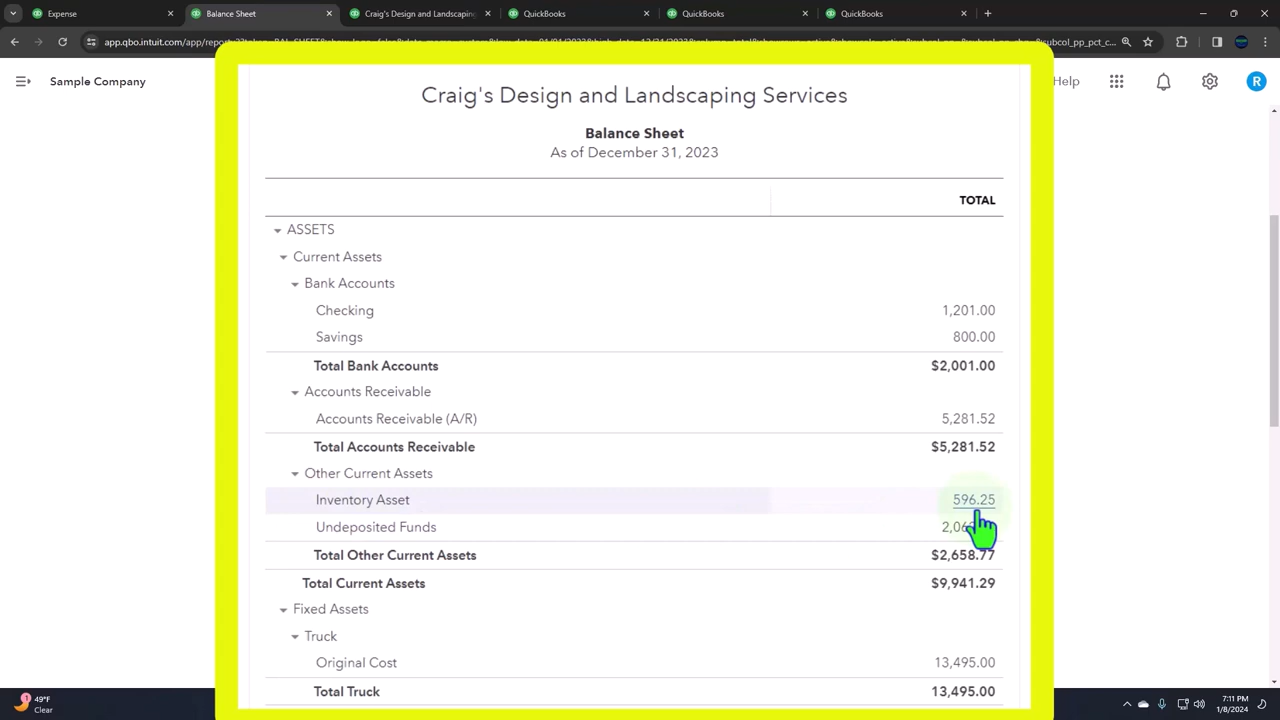 Expense
Balance Sheet
Craig's Design and Landscaping
QuickBooks
QuickBooks
QuickBooks
Sample Company
Help
R
Craig's Design and Landscaping Services
Balance Sheet
As of December 31, 2023
TOTAL
ASSETS
Current Assets
Bank Accounts
Checking 1,201.00
Savings 800.00
Total Bank Accounts $2,001.00
Accounts Receivable
Accounts Receivable (A/R) 5,281.52
Total Accounts Receivable $5,281.52
Other Current Assets
Inventory Asset 596.25
Undeposited Funds
Total Other Current Assets $2,658.77
Total Current Assets $9,941.29
Fixed Assets
Truck
Original Cost 13,495.00
Total Truck 13,495.00
49°F
Clear
7:11 PM
1/8/2024